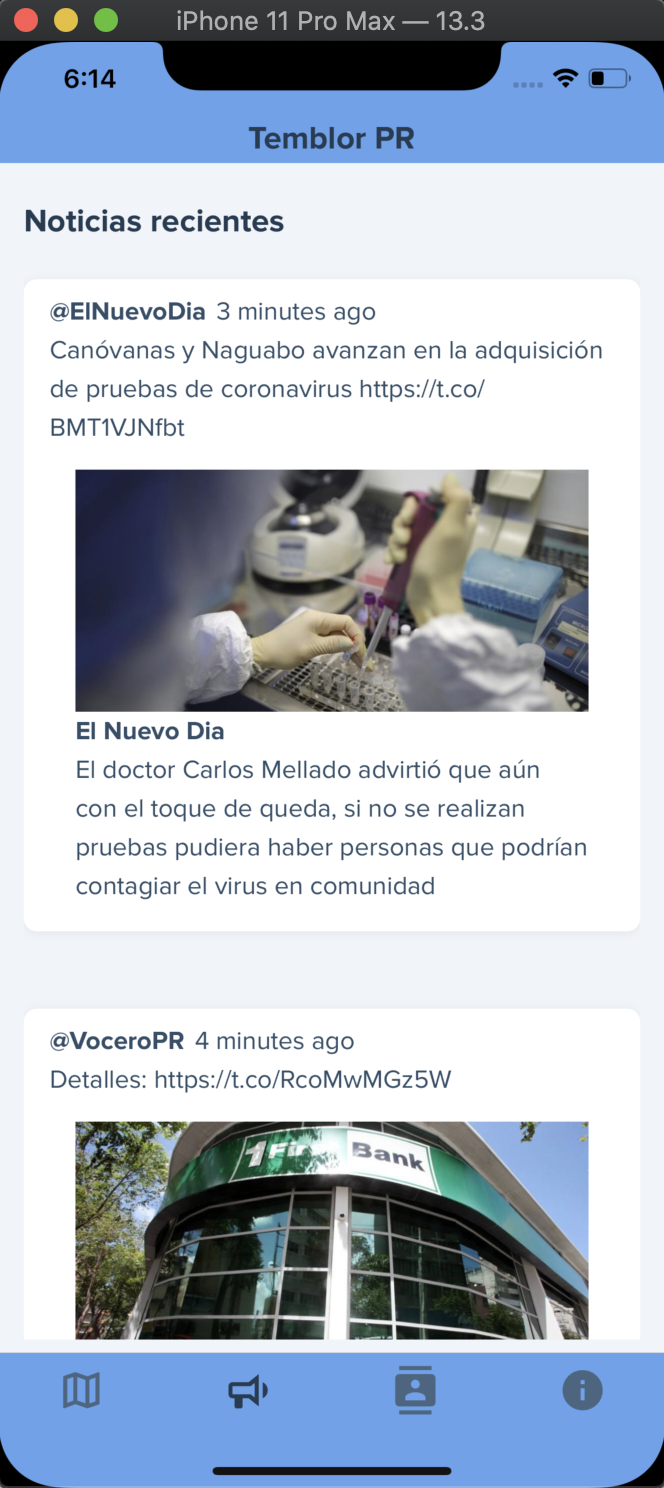 iPhone 11 Pro Max — 13.3
6:14
Temblor PR
Noticias recientes
@ElNuevoDia 3 minutes ago
Canóvanas y Naguabo avanzan en la adquisición
de pruebas de coronavirus https://t.co/
BMT1VJNfbt
El Nuevo Dia
El doctor Carlos Mellado advirtió que aún
con el toque de queda, si no se realizan
pruebas pudiera haber personas que podrían
contagiar el virus en comunidad
@VoceroPR 4 minutes ago
Detalles: https://t.co/RcoMwMGz5W
1 Fir Bank